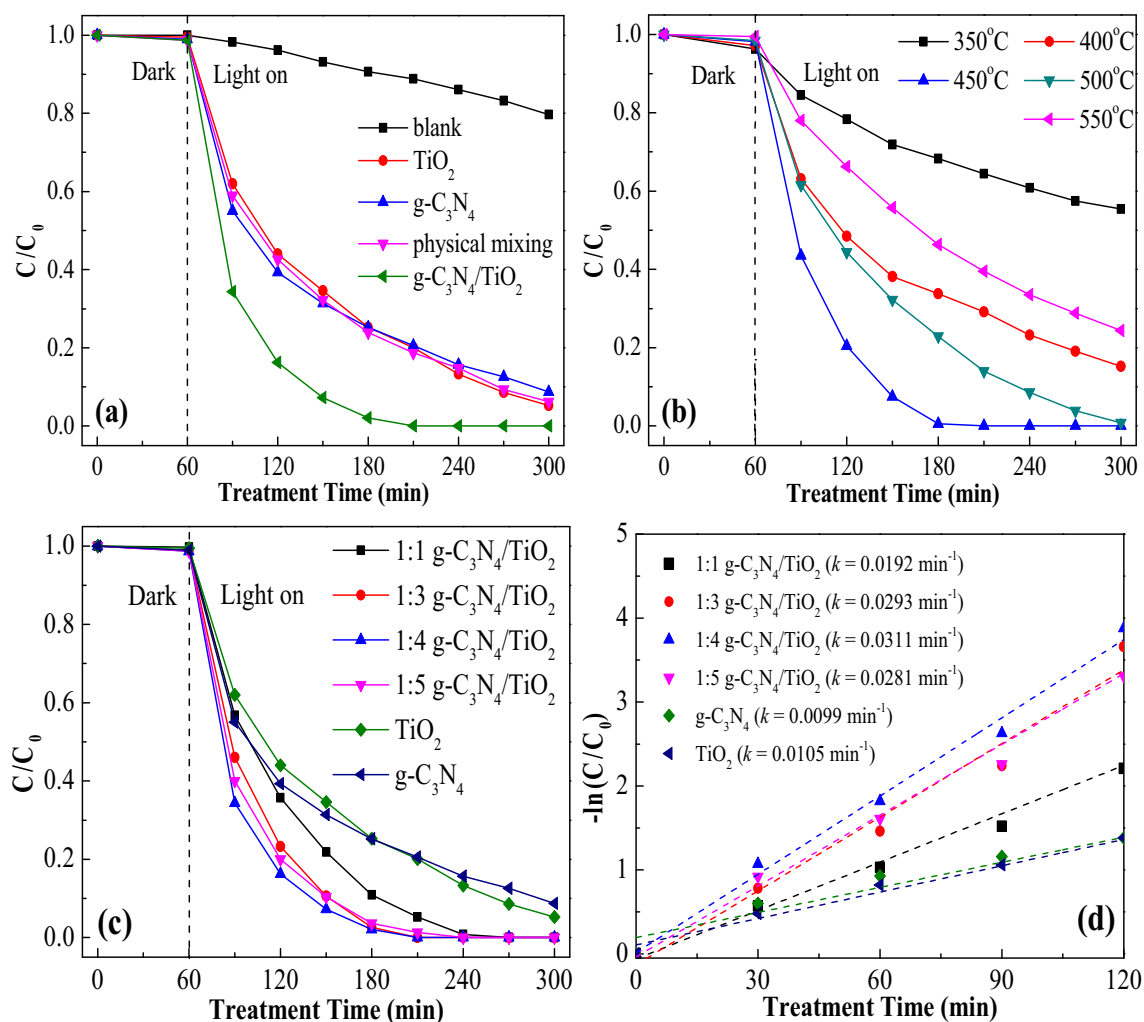 1.0
0.8
0.6
0.4
0.2
0.0
C/C0
Dark
Light on
blank
TiO2
g-C3N4
physical mixing
g-C3N4/TiO2
(a)
0 60 120 180 240 300
Treatment Time (min)
1.0
0.8
0.6
0.4
0.2
0.0
C/C0
Dark
Light on
350°C 400°C
450°C 500°C
550°C
(b)
0 60 120 180 240 300
Treatment Time (min)
1.0
0.8
0.6
0.4
0.2
0.0
C/C0
Dark
Light on
1:1 g-C3N4/TiO2
1:3 g-C3N4/TiO2
1:4 g-C3N4/TiO2
1:5 g-C3N4/TiO2
TiO2
g-C3N4
(c)
0 60 120 180 240 300
Treatment Time (min)
5
4
3
2
1
0
-ln(C/C0)
1:1 g-C3N4/TiO2 (k = 0.0192 min-1)
1:3 g-C3N4/TiO2 (k = 0.0293 min-1)
1:4 g-C3N4/TiO2 (k = 0.0311 min-1)
1:5 g-C3N4/TiO2 (k = 0.0281 min-1)
g-C3N4 (k = 0.0099 min-1)
TiO2 (k = 0.0105 min-1)
(d)
0 30 60 90 120
Treatment Time (min)